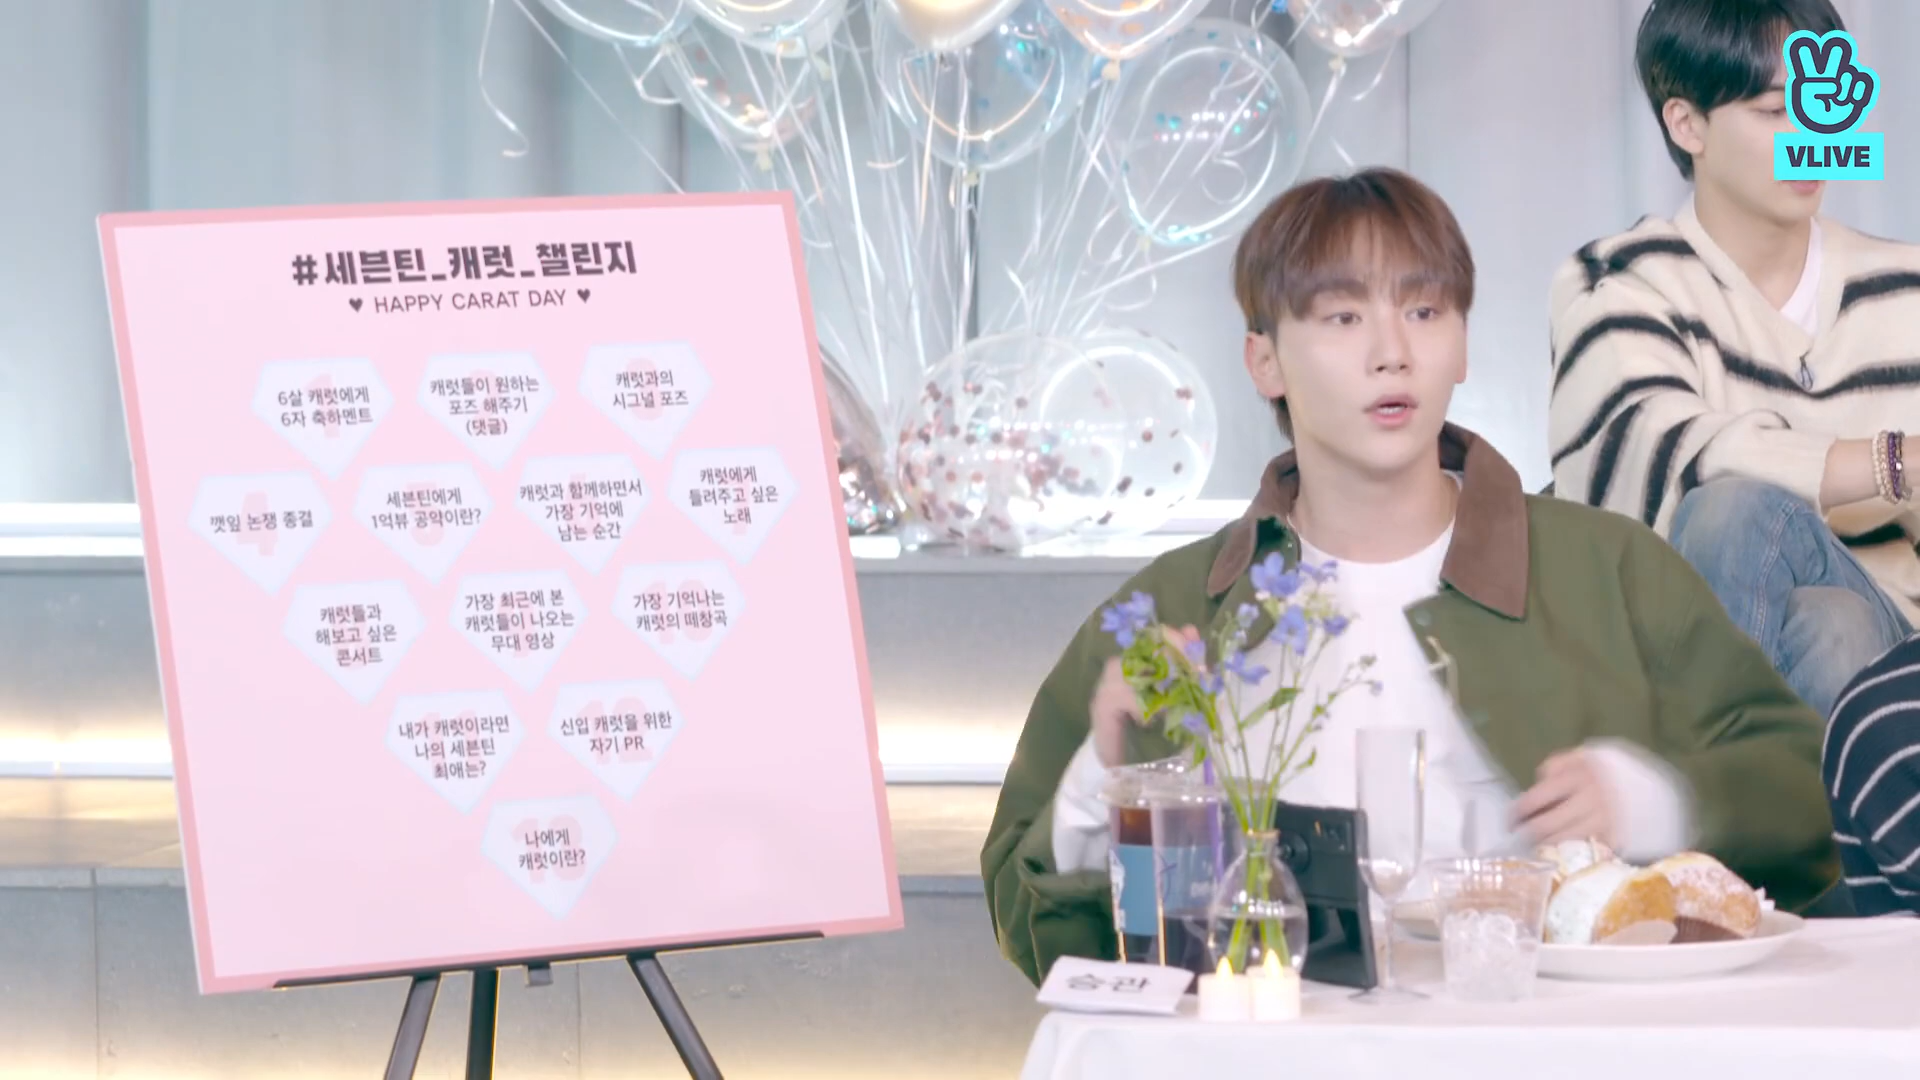 #세븐틴_캐럿_챌린지
♥ HAPPY CARAT DAY ♥
6살 캐럿에게
6자 축하멘트
캐럿들이 원하는
포즈 해주기
(댓글)
캐럿과의
시그널 포즈
깻잎 논쟁 종결
세븐틴에게
1억뷰 공약이란?
캐럿과 함께하면서
가장 기억에
남는 순간
캐럿에게
들려주고 싶은
노래
캐럿들과
해보고 싶은
콘서트
가장 최근에 본
캐럿들이 나오는
무대 영상
가장 기억나는
캐럿의 떼창곡
내가 캐럿이라면
나의 세븐틴
최애는?
신입 캐럿을 위한
자기 PR
나에게
캐럿이란?
승관
VLIVE